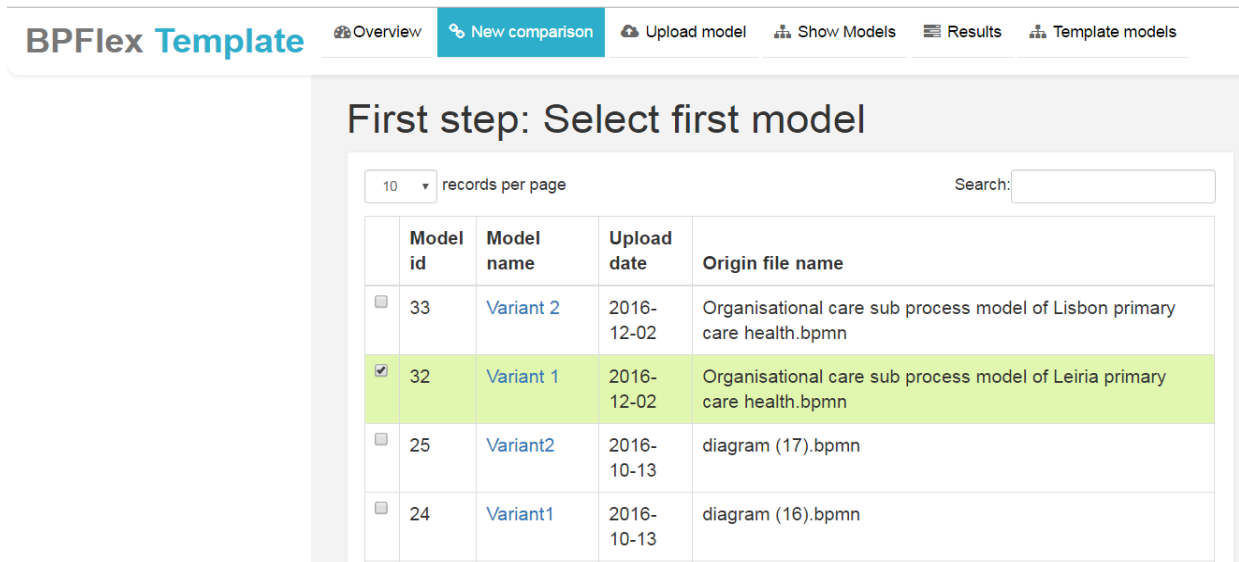 BPFlex Template
Overview New comparison Upload model Show Models Results Template models
First step: Select first model
10 records per page Search:
Model id Model name Upload date Origin file name
33 Variant 2 2016-12-02 Organisational care sub process model of Lisbon primary care health.bpmn
32 Variant 1 2016-12-02 Organisational care sub process model of Leiria primary care health.bpmn
25 Variant2 2016-10-13 diagram (17).bpmn
24 Variant1 2016-10-13 diagram (16).bpmn